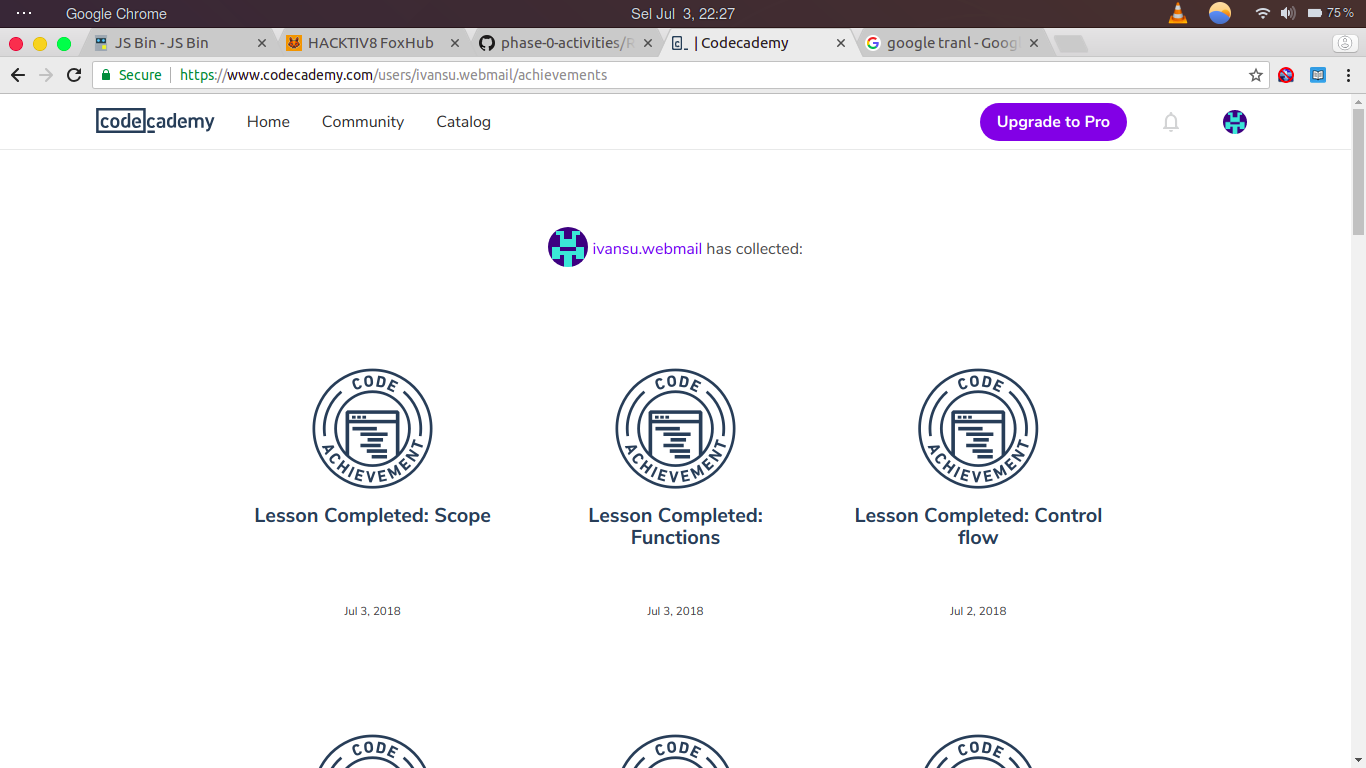 Google Chrome
Sel Jul 3, 22:27
75 %
JS Bin - JS Bin
HACKTIV8 FoxHub
phase-0-activities/R
| Codecademy
google tranl - Goog
Secure
https://www.codecademy.com/users/ivansu.webmail/achievements
codecademy
Home
Community
Catalog
Upgrade to Pro
ivansu.webmail has collected:
CODE
ACHIEVEMENT
CODE
ACHIEVEMENT
CODE
ACHIEVEMENT
Lesson Completed: Scope
Lesson Completed:
Functions
Lesson Completed: Control
flow
Jul 3, 2018
Jul 3, 2018
Jul 2, 2018
CODE
CODE
CODE